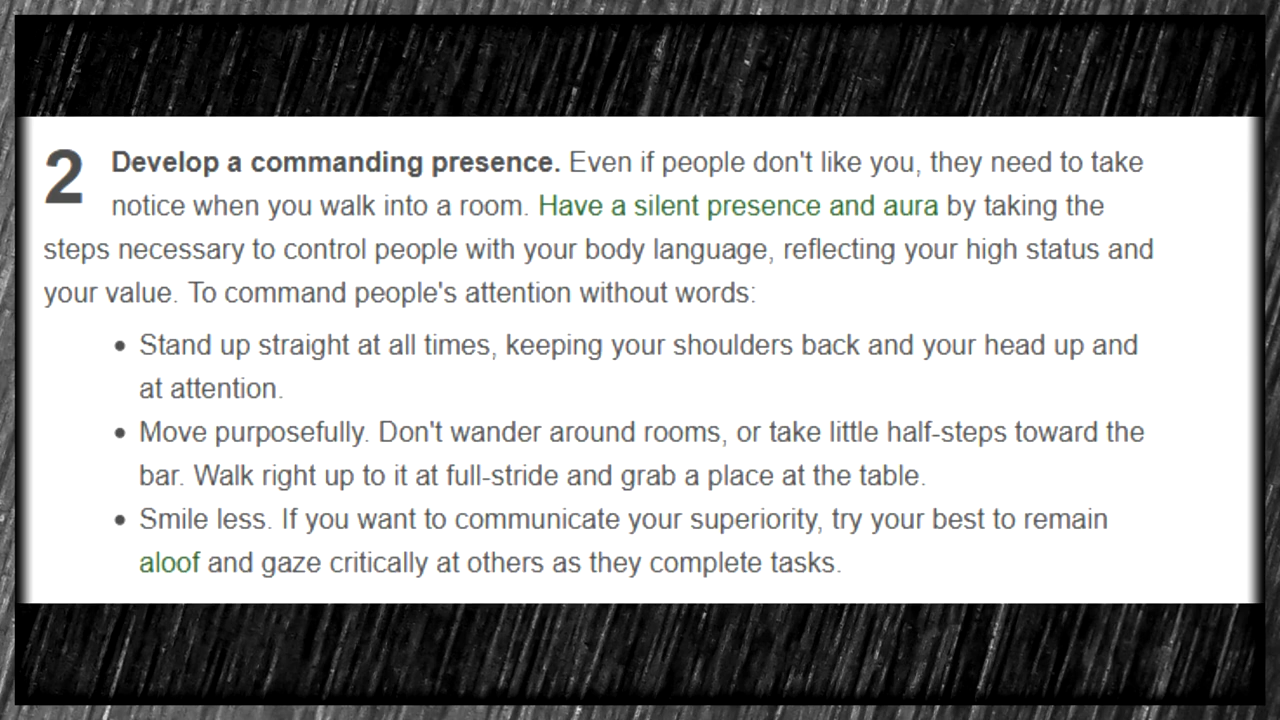 2 Develop a commanding presence. Even if people don't like you, they need to take
notice when you walk into a room. Have a silent presence and aura by taking the
steps necessary to control people with your body language, reflecting your high status and
your value. To command people's attention without words:
• Stand up straight at all times, keeping your shoulders back and your head up and
at attention.
• Move purposefully. Don't wander around rooms, or take little half-steps toward the
bar. Walk right up to it at full-stride and grab a place at the table.
• Smile less. If you want to communicate your superiority, try your best to remain
aloof and gaze critically at others as they complete tasks.